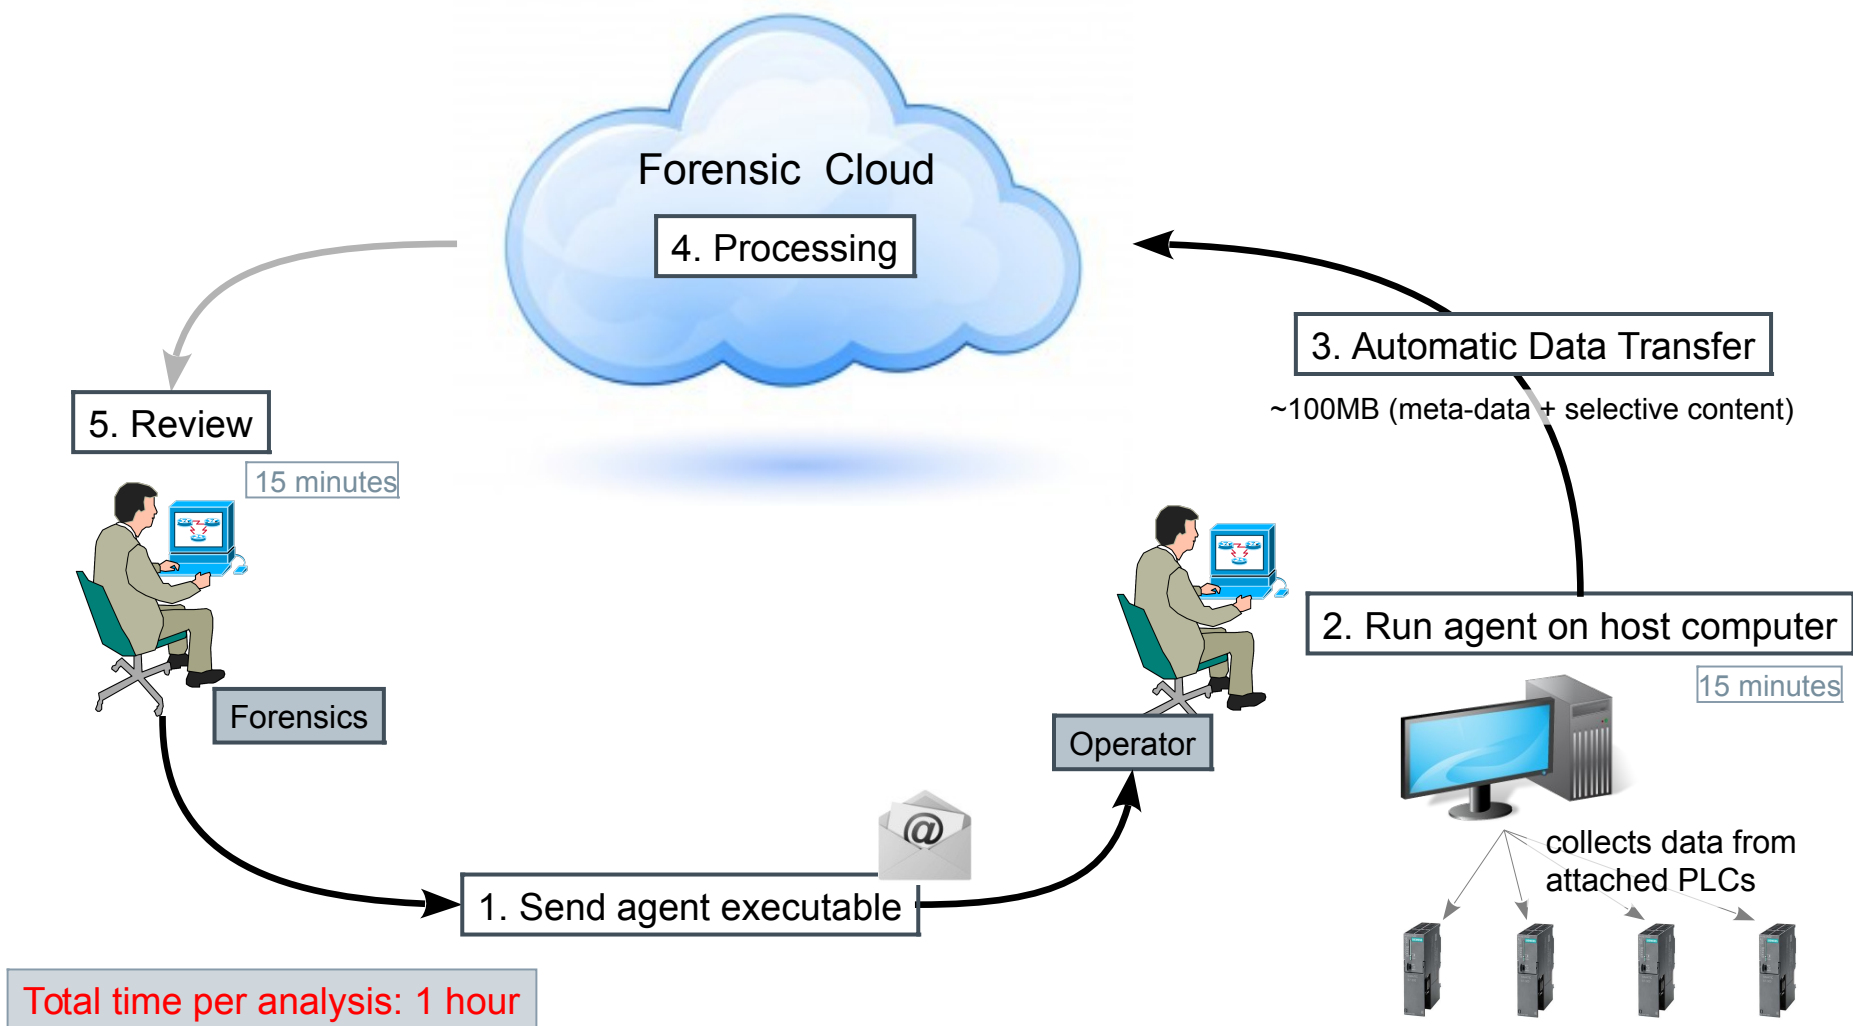 Forensic Cloud
4. Processing
3. Automatic Data Transfer
~100MB (meta-data + selective content)
5. Review
15 minutes
2. Run agent on host computer
15 minutes
Forensics
Operator
@
collects data from
attached PLCs
1. Send agent executable
Total time per analysis: 1 hour